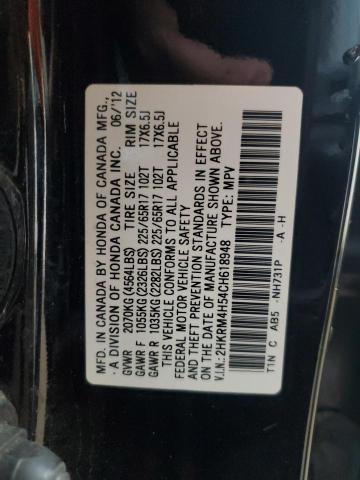 MFD. IN CANADA BY HONDA OF CANADA MFG.,
A DIVISION OF HONDA CANADA INC. 06/'12
GVWR 2070KG(4564LBS) TIRE SIZE RIM SIZE
GAWR F 1055KG(2326LBS) 225/65R17 102T 17X6.5J
GAWR R 1035KG(2282LBS) 225/65R17 102T 17X6.5J
THIS VEHICLE CONFORMS TO ALL APPLICABLE
FEDERAL MOTOR VEHICLE SAFETY
AND THEFT PREVENTION STANDARDS IN EFFECT
ON THE DATE OF MANUFACTURE SHOWN ABOVE.
V.I.N.: 2HKRM4H54CH618948 TYPE: MPV
T1N C AB5 -NH731P -A -H